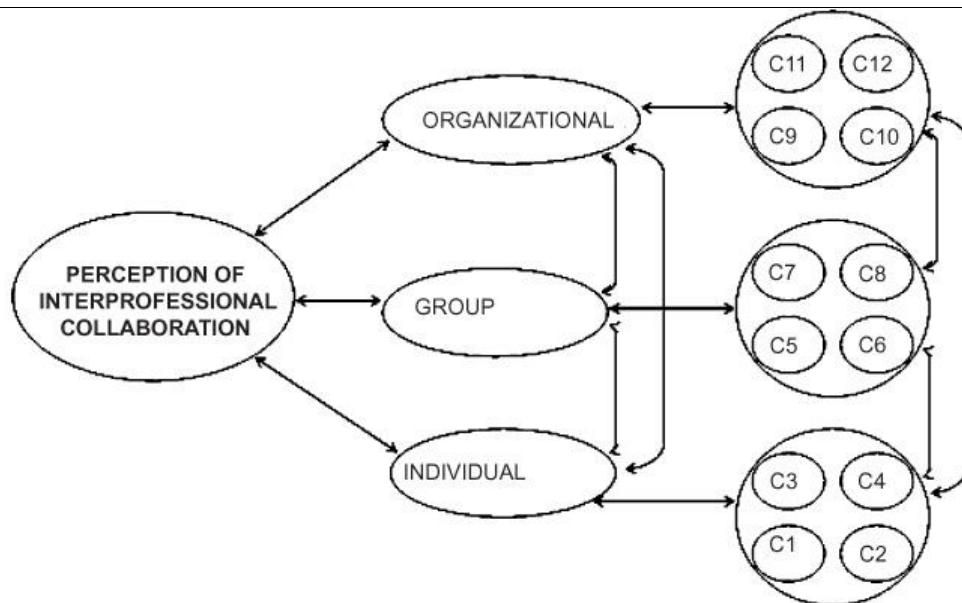 PERCEPTION OF
INTERPROFESSIONAL
COLLABORATION
ORGANIZATIONAL
GROUP
INDIVIDUAL
C11 C12
C9 C10
C7 C8
C5 C6
C3 C4
C1 C2